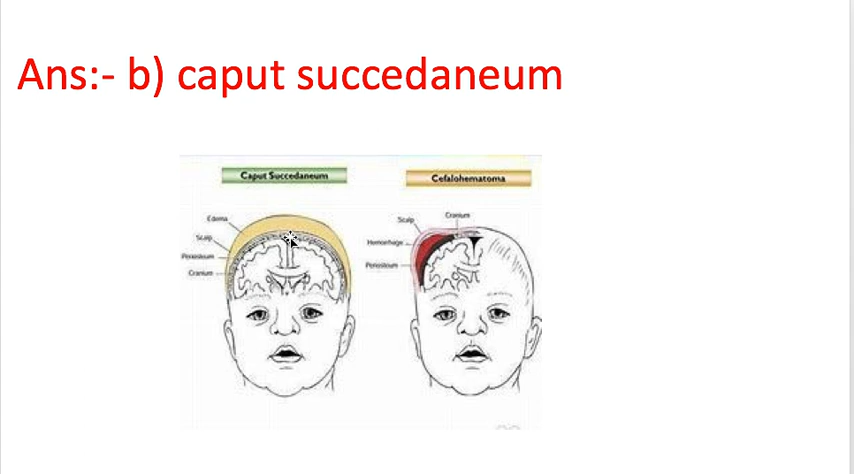 Ans:- b) caput succedaneum
Caput Succedaneum
Cefalohematoma
Edema
Scalp
Periosteum
Cranium
Scalp
Cranium
Hemorrhage
Periosteum